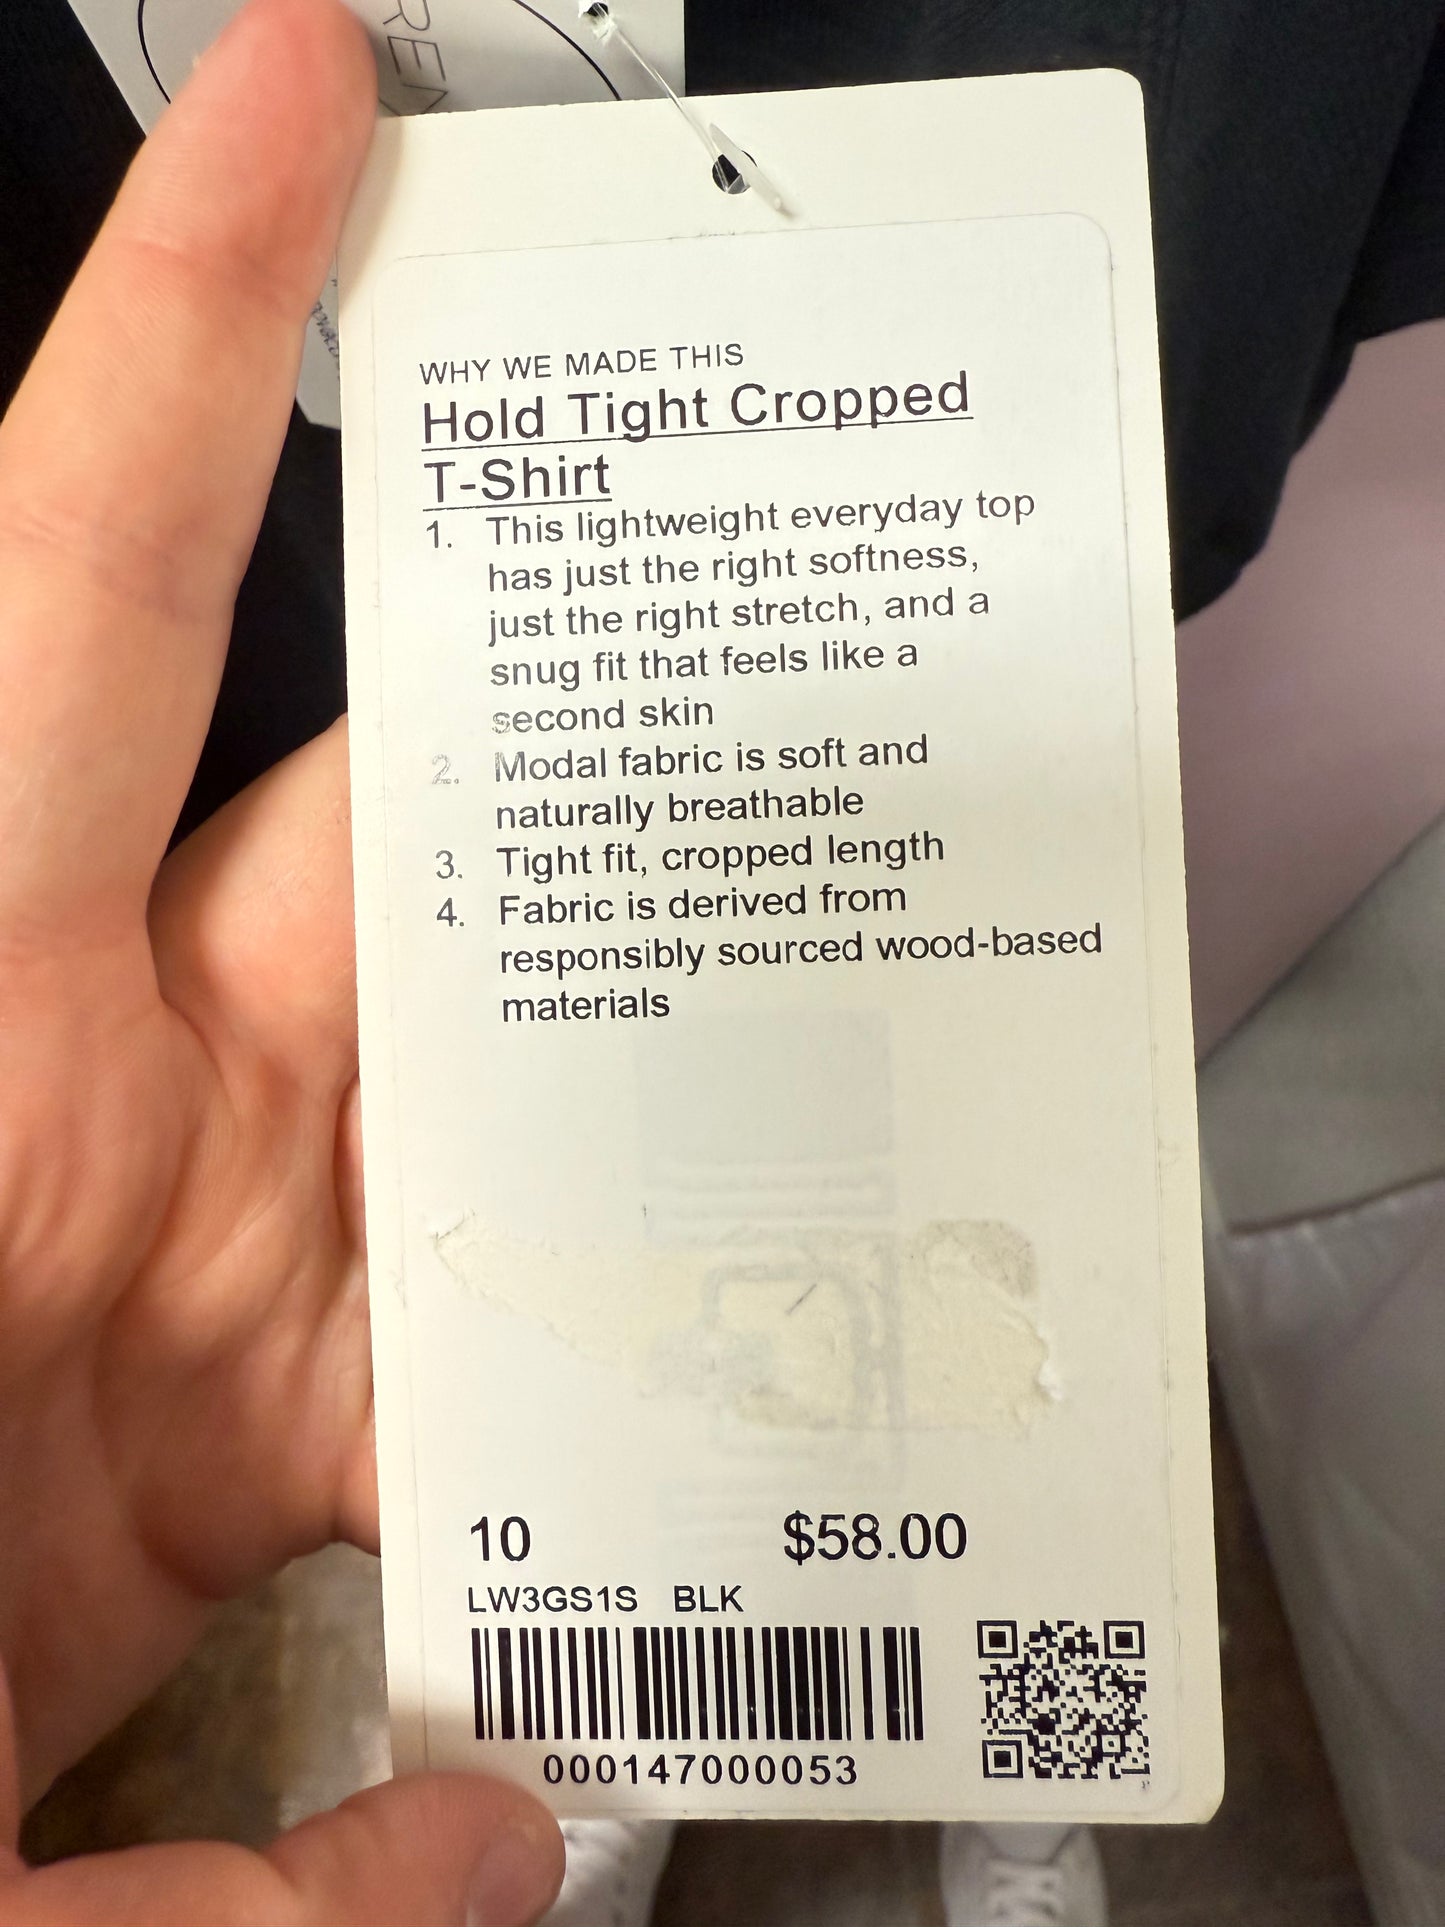 WHY WE MADE THIS
Hold Tight Cropped
T-Shirt
1. This lightweight everyday top
has just the right softness,
just the right stretch, and a
snug fit that feels like a
second skin
2. Modal fabric is soft and
naturally breathable
3. Tight fit, cropped length
4. Fabric is derived from
responsibly sourced wood-based
materials
10 $58.00
LW3GS1S BLK
000147000053